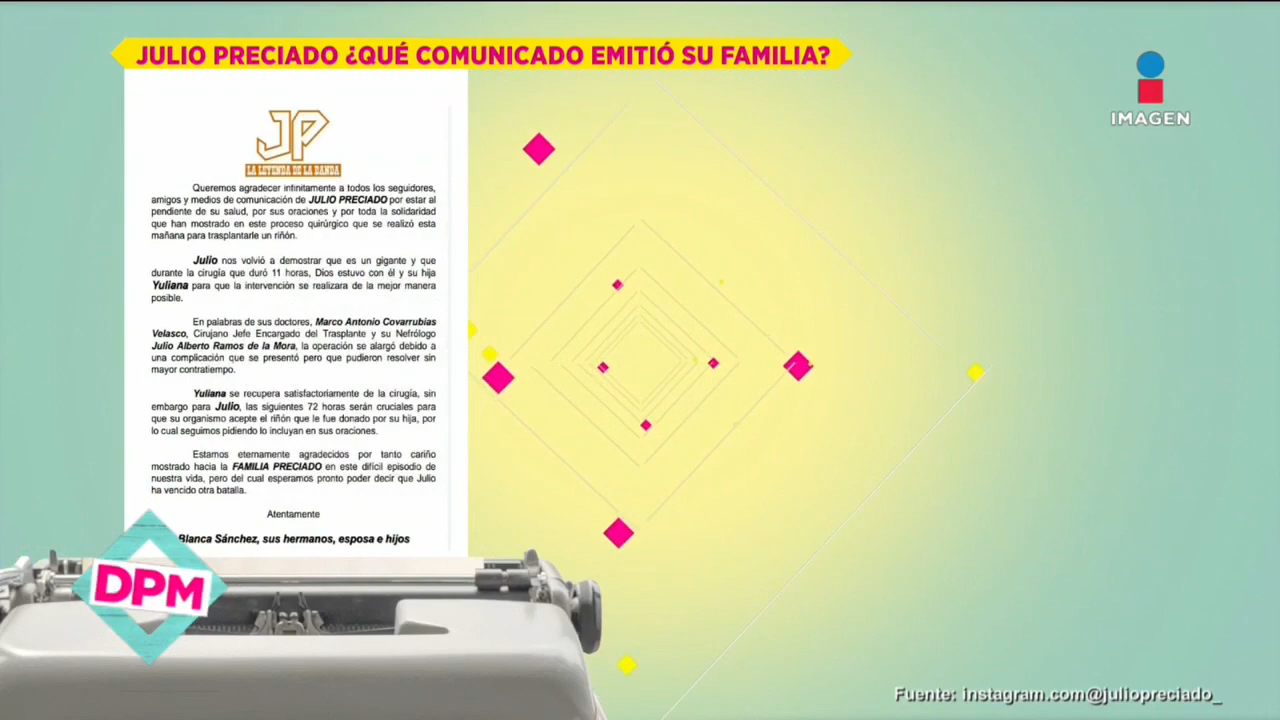 JULIO PRECIADO ¿QUÉ COMUNICADO EMITIÓ SU FAMILIA?
IMAGEN
JP
LA LEYENDA DE LA BANDA
Queremos agradecer infinitamente a todos los seguidores,
amigos y medios de comunicación de JULIO PRECIADO por estar al
pendiente de su salud, por sus oraciones y por toda la solidaridad
que han mostrado en este proceso quirúrgico que se realizó esta
mañana para trasplantarle un riñón.
Julio nos volvió a demostrar que es un gigante y que
durante la cirugía que duró 11 horas, Dios estuvo con él y su hija
Yuliana para que la intervención se realizara de la mejor manera
posible.
En palabras de sus doctores, Marco Antonio Covarrubias
Velasco, Cirujano Jefe Encargado del Trasplante y su Nefrólogo
Julio Alberto Ramos de la Mora, la operación se alargó debido a
una complicación que se presentó pero que pudieron resolver sin
mayor contratiempo.
Yuliana se recupera satisfactoriamente de la cirugía, sin
embargo para Julio, las siguientes 72 horas serán cruciales para
que su organismo acepte el riñón que le fue donado por su hija, por
lo cual seguimos pidiendo lo incluyan en sus oraciones.
Estamos eternamente agradecidos por tanto cariño
mostrado hacia la FAMILIA PRECIADO en este difícil episodio de
nuestra vida, pero del cual esperamos pronto poder decir que Julio
ha vencido otra batalla.
Atentamente
Blanca Sánchez, sus hermanos, esposa e hijos
DPM
Fuente: instagram.com@juliopreciado_